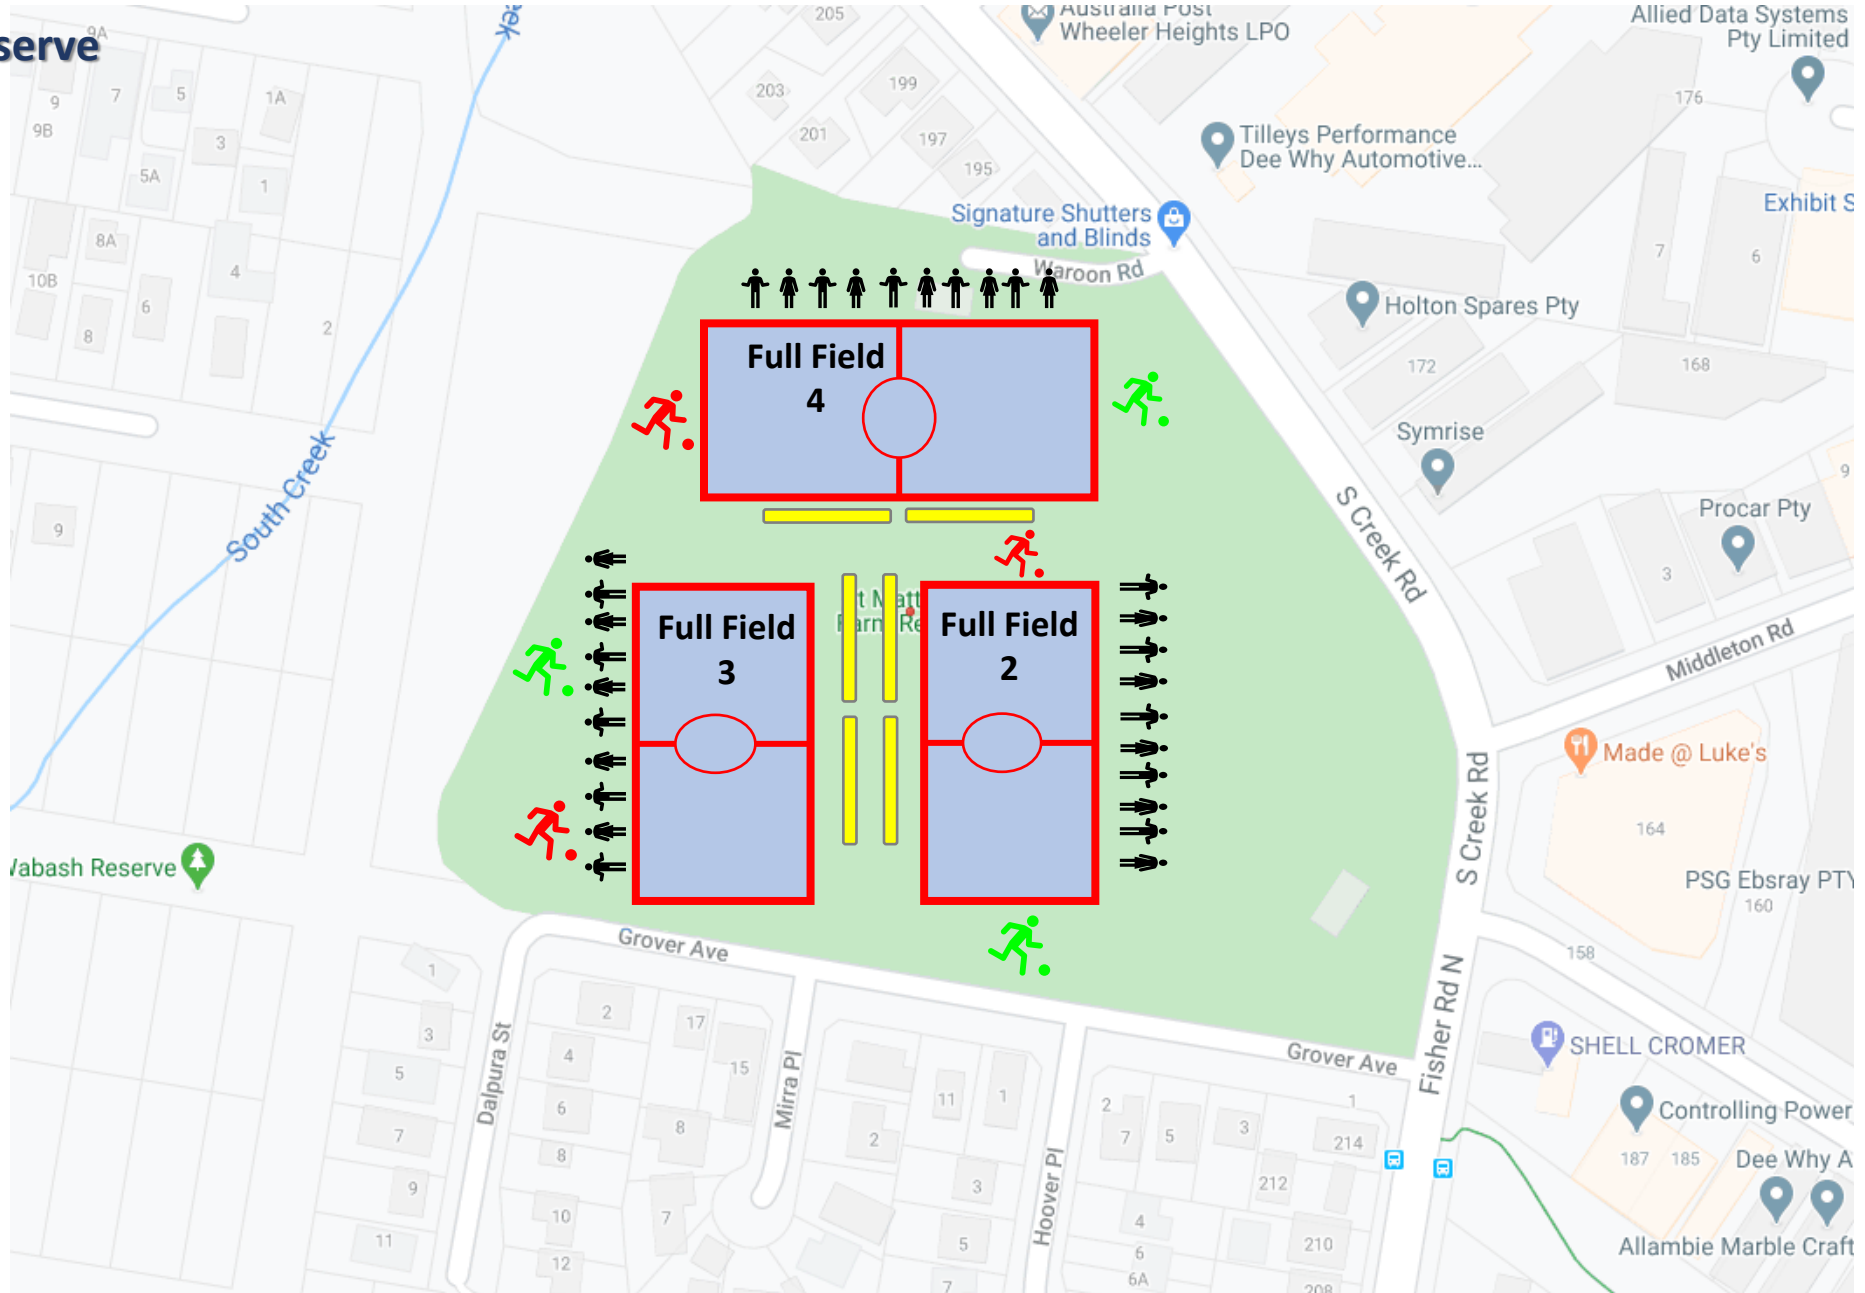 serve
9A
9
7
5
1A
9B
3
5A
1
8A
4
10B
6
8
2
9
eek
205
203
199
201
197
195
Australia Post
Wheeler Heights LPO
Allied Data Systems
Pty Limited
176
Tilleys Performance
Dee Why Automotive...
Signature Shutters
and Blinds
Waroon Rd
Exhibit S
7
6
Holton Spares Pty
172
168
Symrise
9
Procar Pty
3
S Creek Rd
Middleton Rd
South Creek
Full Field
4
Full Field
3
Full Field
2
t Matt
Farm Re
Made @ Luke's
164
S Creek Rd
PSG Ebsray PTY
160
158
Wabash Reserve
Grover Ave
Grover Ave
Fisher Rd N
SHELL CROMER
Controlling Power
187
185
Dee Why A
Allambie Marble Craft
Dalpura St
Mirra Pl
Hoover Pl
1
3
5
7
9
11
2
17
4
15
6
8
8
10
7
12
11
1
2
3
5
7
2
7
5
3
1
214
212
4
6
210
6A
208